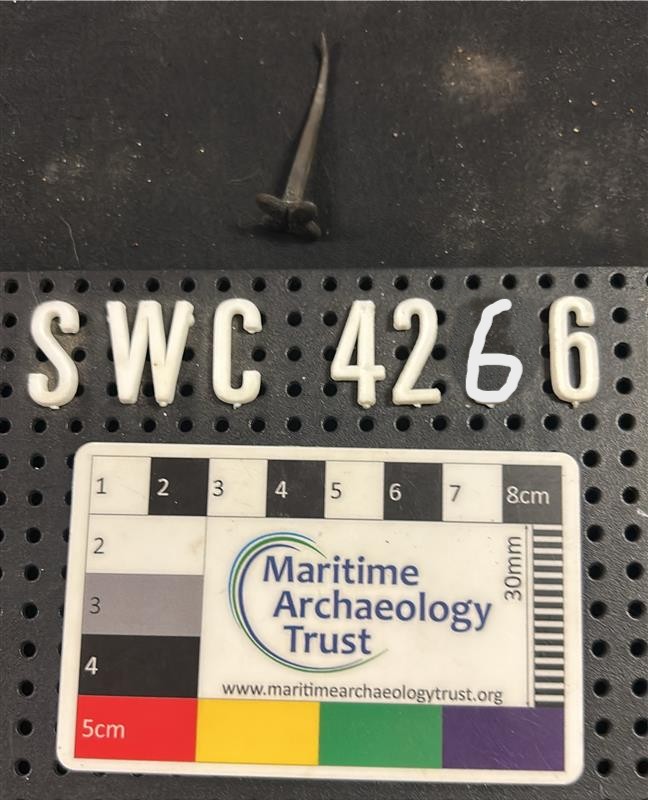 SWC 4266
1 2 3 4 5 6 7 8cm
2
3
4
5cm
30mm
Maritime
Archaeology
Trust
www.maritimearchaeologytrust.org